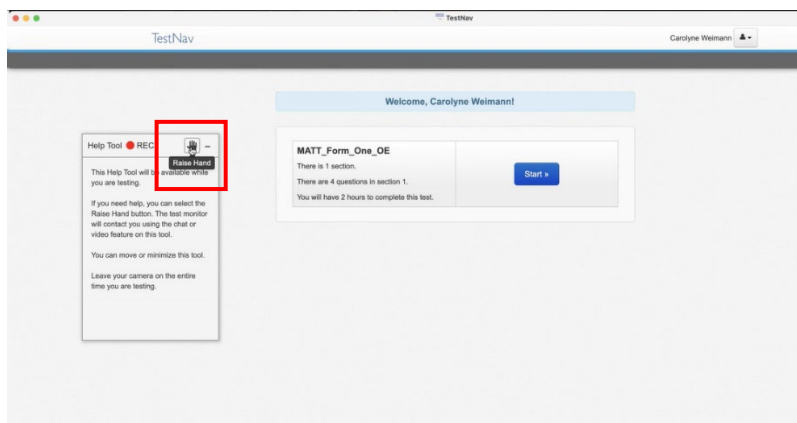 TestNav
TestNav
Carolyne Weimann
Welcome, Carolyne Weimann!
Help Tool REC
Raise Hand
This Help Tool will be available while
you are testing.
If you need help, you can select the
Raise Hand button. The test monitor
will contact you using the chat or
video feature on this tool.
You can move or minimize this tool.
Leave your camera on the entire
time you are testing.
MATT_Form_One_OE
There is 1 section.
There are 4 questions in section 1.
You will have 2 hours to complete this test.
Start »